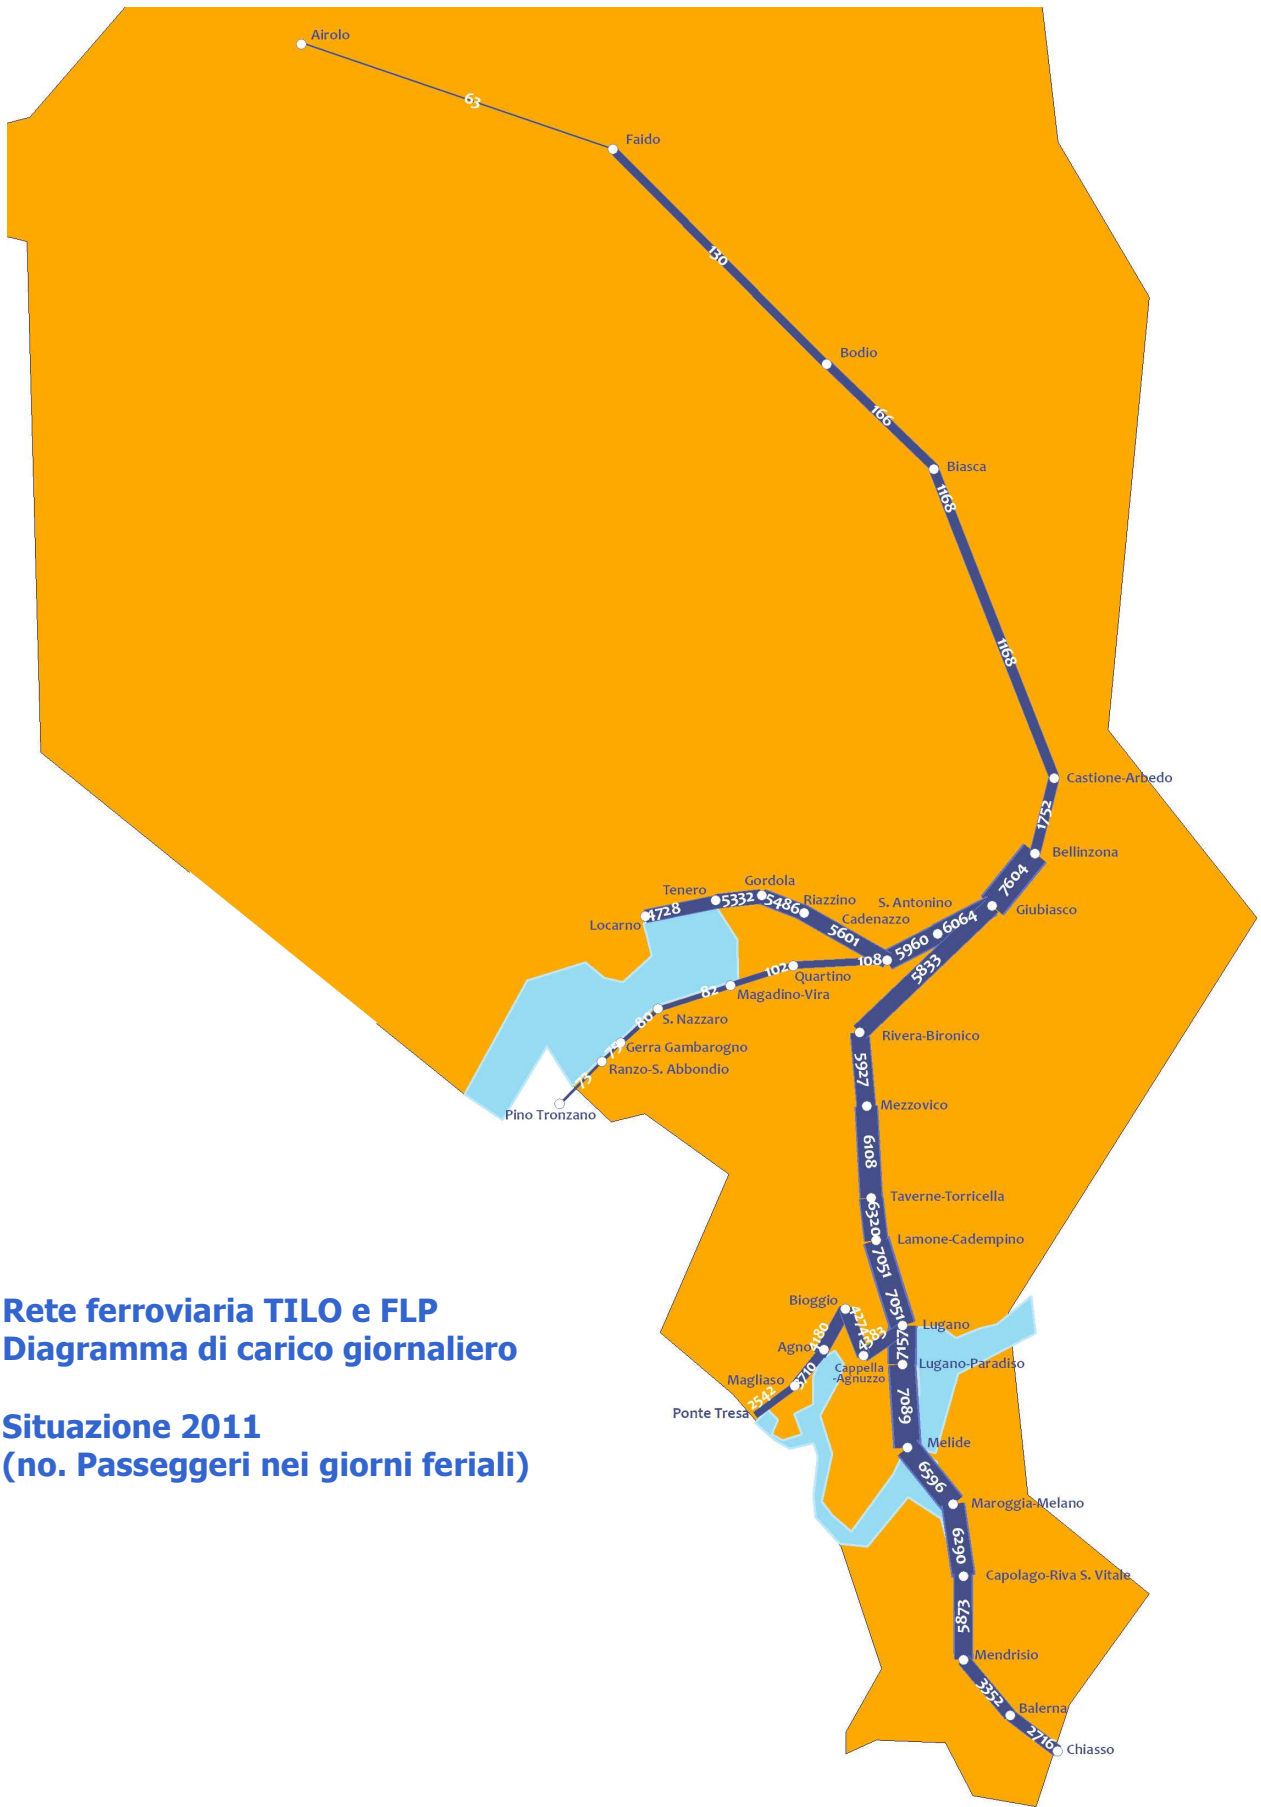 Airolo
63
Faido
130
Bodio
166
Biasca
1168
1168
Castione-Arbedo
1752
Bellinzona
7604
Giubiasco
S. Antonino
6064
5960
Cadenazzo
Riazzino
5601
Gordola
5486
Tenero
5332
4728
Locarno
5833
108
Quartino
102
Magadino-Vira
82
S. Nazzaro
80
Gerra Gambarogno
75
Ranzo-S. Abbondio
73
Pino Tronzano
Rivera-Bironico
5927
Mezzovico
6108
Taverne-Torricella
6320
Lamone-Cadempino
7051
7051
Lugano
Bioggio
4274
4383
4180
Agno
7157
Lugano-Paradiso
Cappella
-Agnuzzo
3710
Magliaso
2542
Ponte Tresa
7089
Melide
6596
Maroggia-Melano
6290
Capolago-Riva S. Vitale
5873
Mendrisio
3352
Balerna
2716
Chiasso
Rete ferroviaria TILO e FLP
Diagramma di carico giornaliero
Situazione 2011
(no. Passeggeri nei giorni feriali)